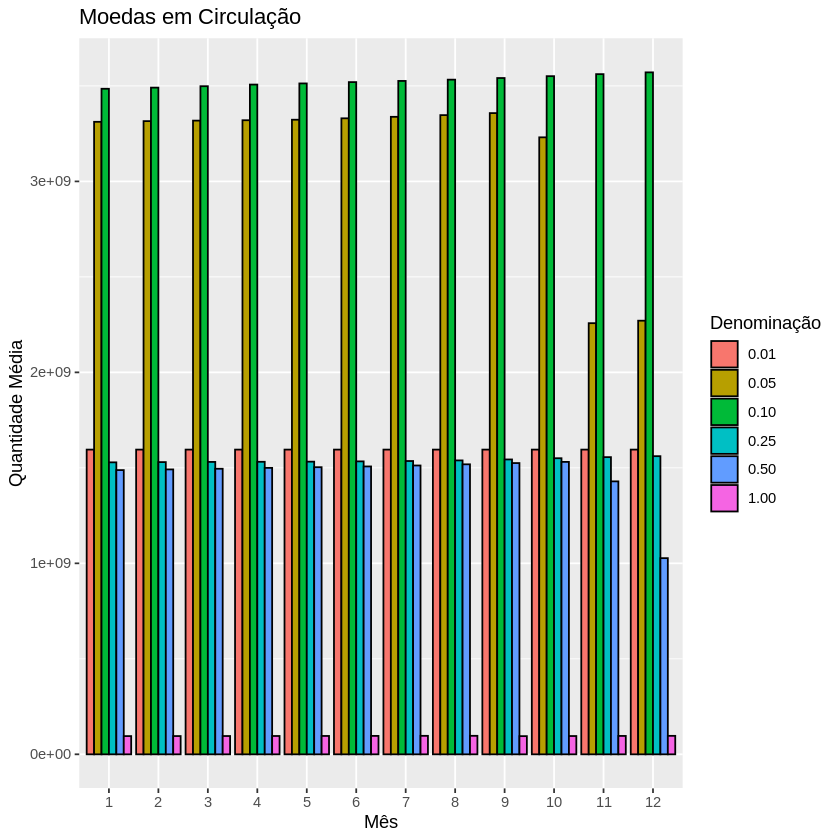 Moedas em Circulação
Quantidade Média
3e+09
2e+09
1e+09
0e+00
1 2 3 4 5 6 7 8 9 10 11 12
Mês
Denominação
0.01
0.05
0.10
0.25
0.50
1.00